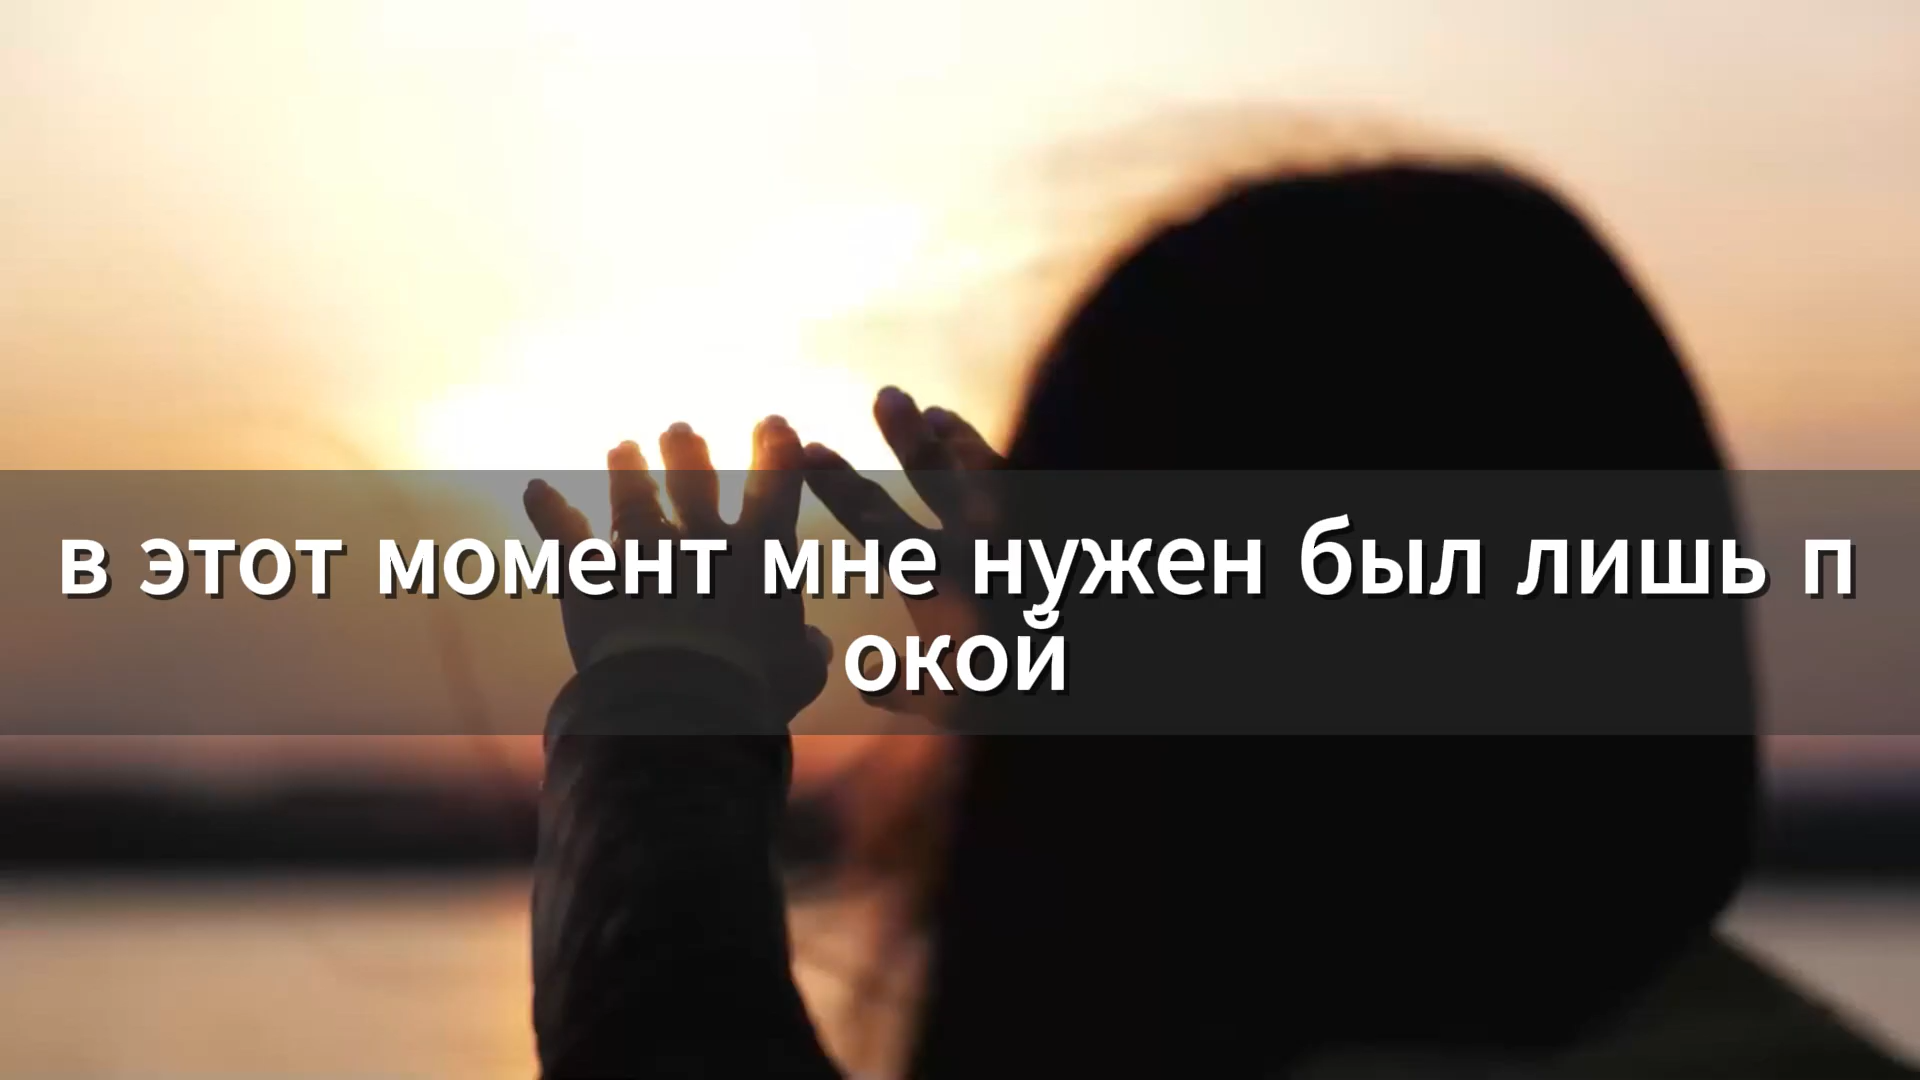 в этот момент мне нужен был лишь п
окой